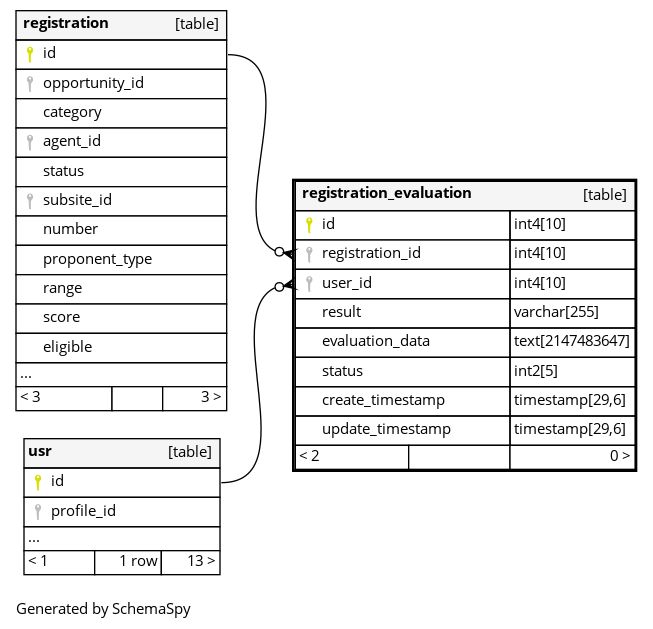 registration [table]
id
opportunity_id
category
agent_id
status
subsite_id
number
proponent_type
range
score
eligible
...
< 3 3 >
registration_evaluation [table]
id int4[10]
registration_id int4[10]
user_id int4[10]
result varchar[255]
evaluation_data text[2147483647]
status int2[5]
create_timestamp timestamp[29,6]
update_timestamp timestamp[29,6]
< 2 0 >
usr [table]
id
profile_id
...
< 1 1 row 13 >
Generated by SchemaSpy